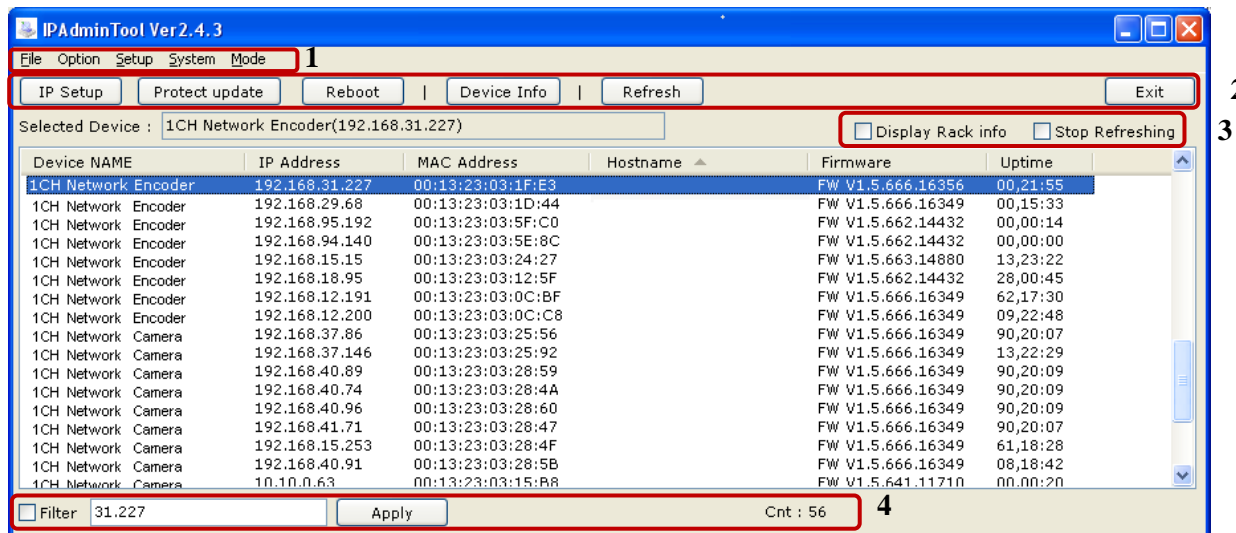 IPAdminTool Ver2.4.3
File Option Setup System Mode 1
IP Setup Protect update Reboot | Device Info | Refresh Exit 2
Selected Device : 1CH Network Encoder(192.168.31.227) Display Rack info Stop Refreshing 3
Device NAME IP Address MAC Address Hostname Firmware Uptime
1CH Network Encoder 192.168.31.227 00:13:23:03:1F:E3 FW V1.5.666.16356 00,21:55
1CH Network Encoder 192.168.29.68 00:13:23:03:1D:44 FW V1.5.666.16349 00,15:33
1CH Network Encoder 192.168.95.192 00:13:23:03:5F:C0 FW V1.5.662.14432 00,00:14
1CH Network Encoder 192.168.94.140 00:13:23:03:5E:8C FW V1.5.662.14432 00,00:00
1CH Network Encoder 192.168.15.15 00:13:23:03:24:27 FW V1.5.663.14880 13,23:22
1CH Network Encoder 192.168.18.95 00:13:23:03:12:5F FW V1.5.662.14432 28,00:45
1CH Network Encoder 192.168.12.191 00:13:23:03:0C:BF FW V1.5.666.16349 62,17:30
1CH Network Encoder 192.168.12.200 00:13:23:03:0C:C8 FW V1.5.666.16349 09,22:48
1CH Network Camera 192.168.37.86 00:13:23:03:25:56 FW V1.5.666.16349 90,20:07
1CH Network Camera 192.168.37.146 00:13:23:03:25:92 FW V1.5.666.16349 13,22:29
1CH Network Camera 192.168.40.89 00:13:23:03:28:59 FW V1.5.666.16349 90,20:09
1CH Network Camera 192.168.40.74 00:13:23:03:28:4A FW V1.5.666.16349 90,20:09
1CH Network Camera 192.168.40.96 00:13:23:03:28:60 FW V1.5.666.16349 90,20:09
1CH Network Camera 192.168.41.71 00:13:23:03:28:47 FW V1.5.666.16349 90,20:07
1CH Network Camera 192.168.15.253 00:13:23:03:28:4F FW V1.5.666.16349 61,18:28
1CH Network Camera 192.168.40.91 00:13:23:03:28:5B FW V1.5.666.16349 08,18:42
1CH Network Camera 10.10.0.63 00:13:23:03:15:B8 FW V1.5.641.11710 00,00:20
Filter 31.227 Apply Cnt : 56 4